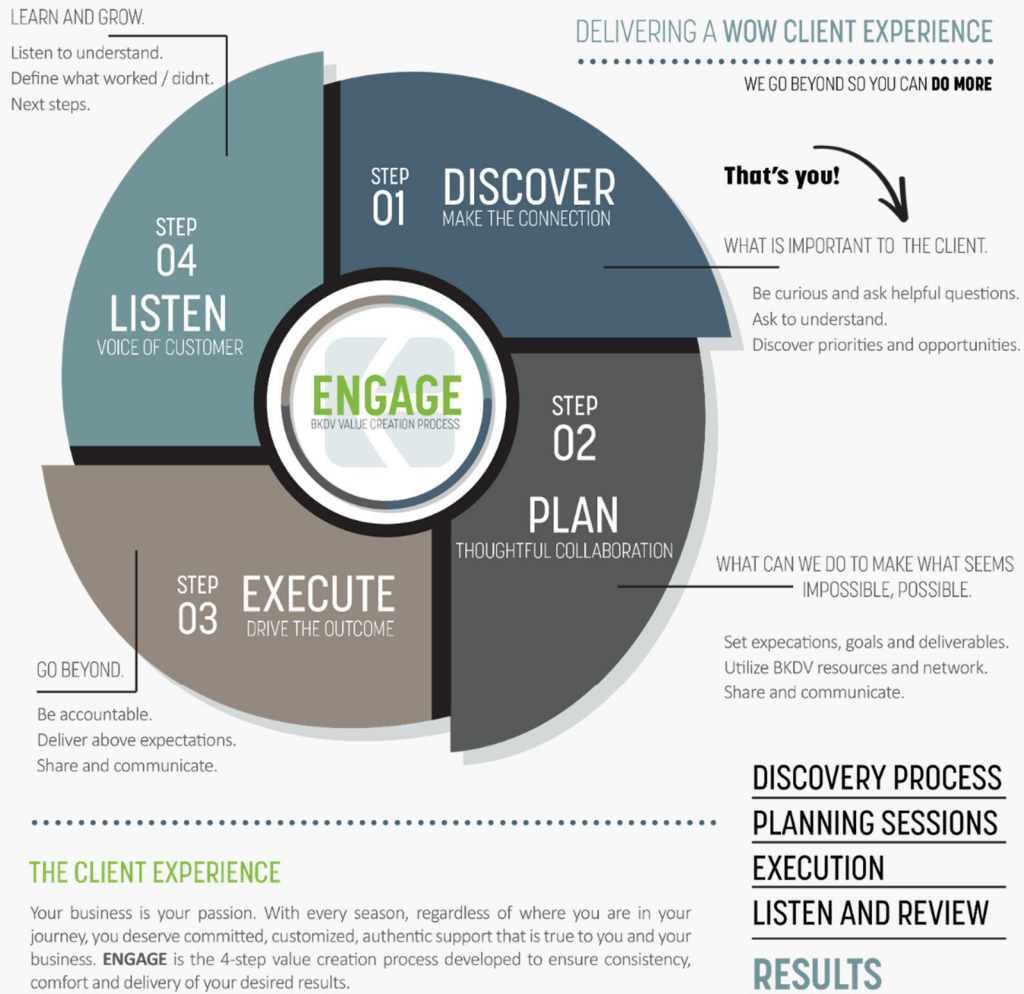 LEARN AND GROW.
Listen to understand.
Define what worked / didnt.
Next steps.
DELIVERING A WOW CLIENT EXPERIENCE
WE GO BEYOND SO YOU CAN DO MORE
STEP
01
DISCOVER
MAKE THE CONNECTION
That's you!
WHAT IS IMPORTANT TO THE CLIENT.
Be curious and ask helpful questions.
Ask to understand.
Discover priorities and opportunities.
STEP
04
LISTEN
VOICE OF CUSTOMER
ENGAGE
BKDV VALUE CREATION PROCESS
STEP
02
PLAN
THOUGHTFUL COLLABORATION
WHAT CAN WE DO TO MAKE WHAT SEEMS
IMPOSSIBLE, POSSIBLE.
Set expecations, goals and deliverables.
Utilize BKDV resources and network.
Share and communicate.
STEP
03
EXECUTE
DRIVE THE OUTCOME
GO BEYOND.
Be accountable.
Deliver above expectations.
Share and communicate.
THE CLIENT EXPERIENCE
Your business is your passion. With every season, regardless of where you are in your
journey, you deserve committed, customized, authentic support that is true to you and your
business. ENGAGE is the 4-step value creation process developed to ensure consistency,
comfort and delivery of your desired results.
DISCOVERY PROCESS
PLANNING SESSIONS
EXECUTION
LISTEN AND REVIEW
RESULTS